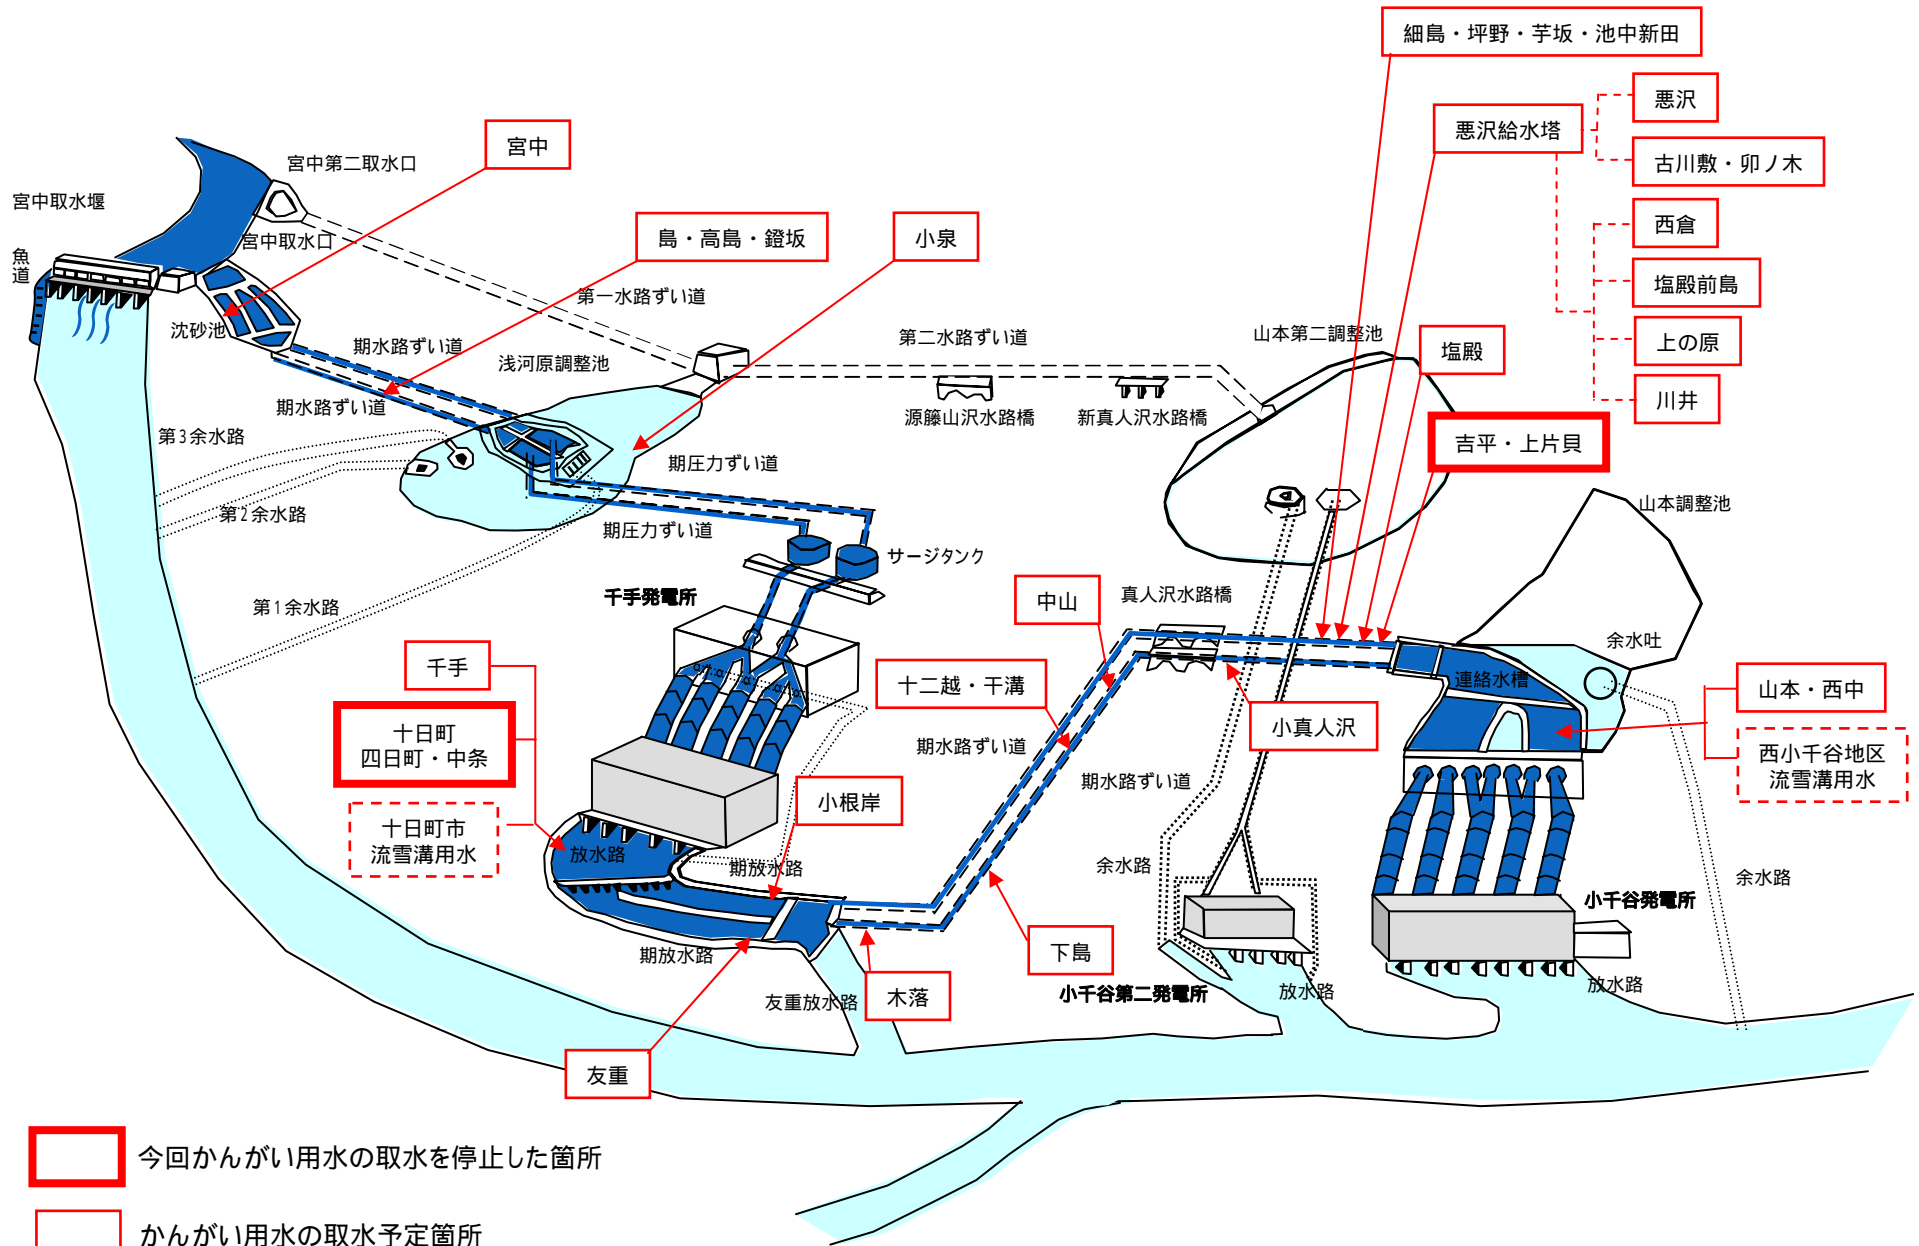 細島・坪野・芋坂・池中新田
悪沢
悪沢給水塔
古川敷・卯ノ木
宮中
宮中第二取水口
宮中取水堰
宮中取水口
魚道
西倉
島・高島・鐙坂
小泉
塩殿前島
第一水路ずい道
沈砂池
期水路ずい道
浅河原調整池
第二水路ずい道
山本第二調整池
塩殿
上の原
川井
期水路ずい道
源藤山沢水路橋
新真人沢水路橋
第3余水路
吉平・上片貝
期圧力ずい道
第2余水路
期圧力ずい道
山本調整池
サージタンク
千手発電所
第1余水路
中山
真人沢水路橋
余水吐
千手
十二越・干溝
連絡水槽
山本・西中
十日町
四日町・中条
小真人沢
期水路ずい道
西小千谷地区
流雪溝用水
期水路ずい道
小根岸
十日町市
流雪溝用水
放水路
期放水路
余水路
余水路
小千谷発電所
期放水路
下島
木落
友重放水路
小千谷第二発電所
放水路
放水路
友重
今回かんがい用水の取水を停止した箇所
かんがい用水の取水予定箇所